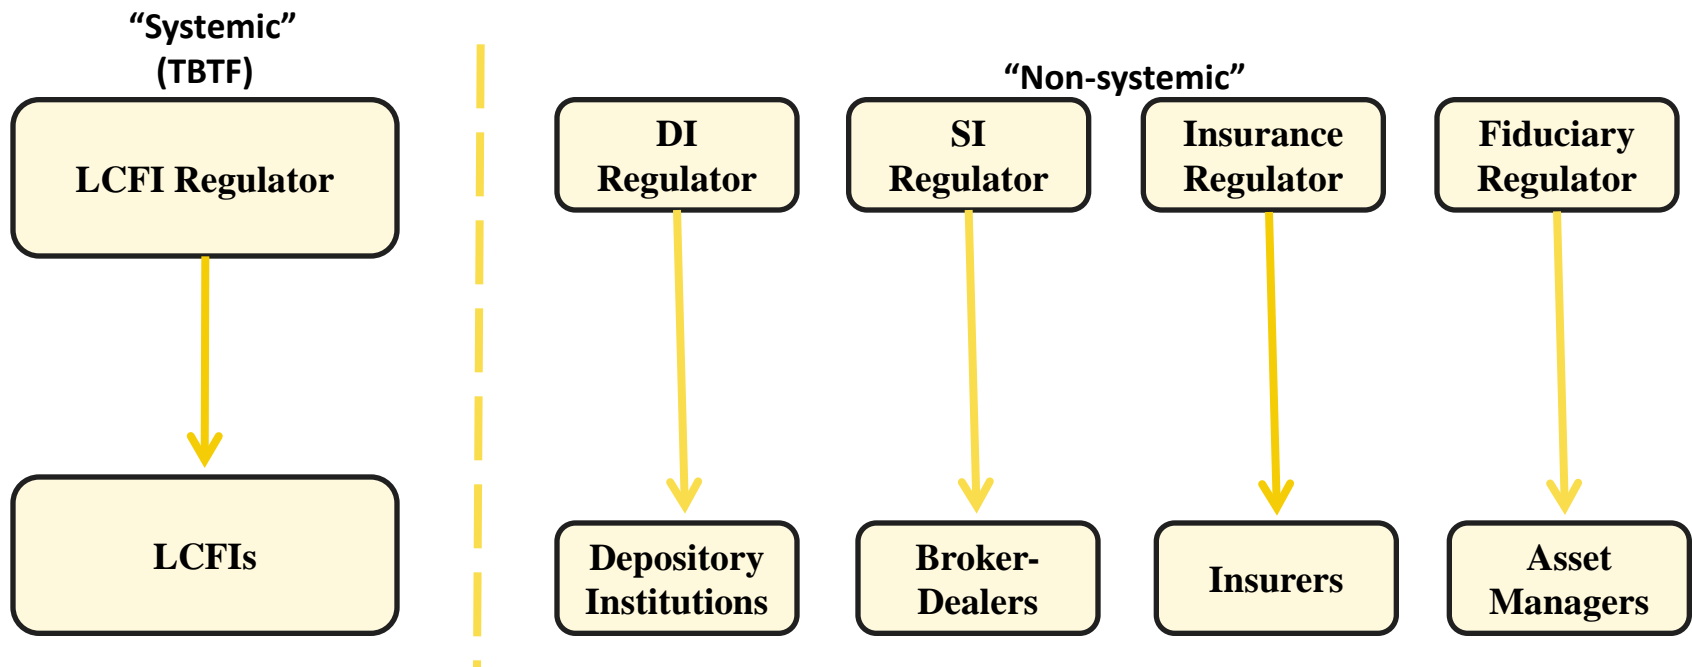 “Systemic”
(TBTF)
“Non-systemic”
LCFI Regulator
DI
Regulator
SI
Regulator
Insurance
Regulator
Fiduciary
Regulator
LCFIs
Depository
Institutions
Broker-
Dealers
Insurers
Asset
Managers